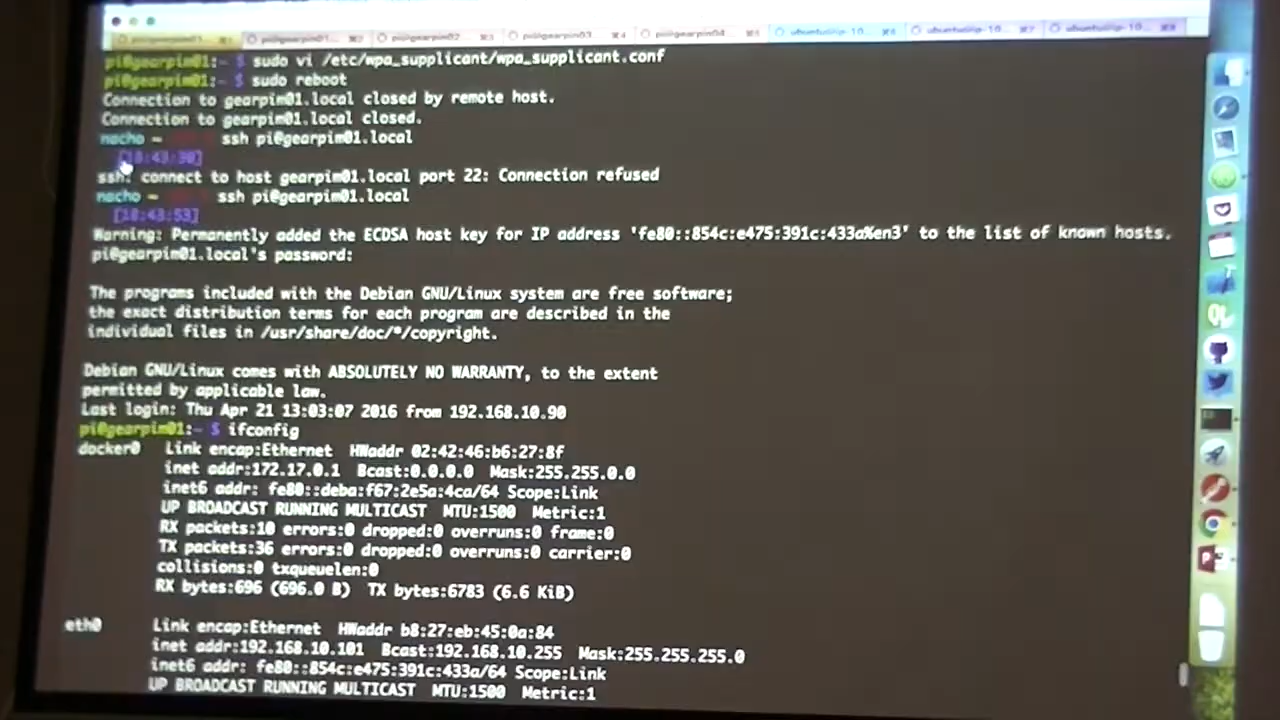 pi@gearpim01:~ $ sudo vi /etc/wpa_supplicant/wpa_supplicant.conf
pi@gearpim01:~ $ sudo reboot
Connection to gearpim01.local closed by remote host.
Connection to gearpim01.local closed.
nacho ~ ssh pi@gearpim01.local
[18:43:30]
ssh: connect to host gearpim01.local port 22: Connection refused
nacho ~ ssh pi@gearpim01.local
[18:43:53]
Warning: Permanently added the ECDSA host key for IP address 'fe80::854c:e475:391c:433a%en3' to the list of known hosts.
pi@gearpim01.local's password:
The programs included with the Debian GNU/Linux system are free software;
the exact distribution terms for each program are described in the
individual files in /usr/share/doc/*/copyright.
Debian GNU/Linux comes with ABSOLUTELY NO WARRANTY, to the extent
permitted by applicable law.
Last login: Thu Apr 21 13:03:07 2016 from 192.168.10.90
pi@gearpim01:~ $ ifconfig
docker0 Link encap:Ethernet HWaddr 02:42:46:b6:27:8f
inet addr:172.17.0.1 Bcast:0.0.0.0 Mask:255.255.0.0
inet6 addr: fe80::deba:f67:2e5a:4ca/64 Scope:Link
UP BROADCAST RUNNING MULTICAST MTU:1500 Metric:1
RX packets:10 errors:0 dropped:0 overruns:0 frame:0
TX packets:36 errors:0 dropped:0 overruns:0 carrier:0
collisions:0 txqueuelen:0
RX bytes:696 (696.0 B) TX bytes:6783 (6.6 KiB)
eth0 Link encap:Ethernet HWaddr b8:27:eb:45:0a:84
inet addr:192.168.10.101 Bcast:192.168.10.255 Mask:255.255.255.0
inet6 addr: fe80::854c:e475:391c:433a/64 Scope:Link
UP BROADCAST RUNNING MULTICAST MTU:1500 Metric:1